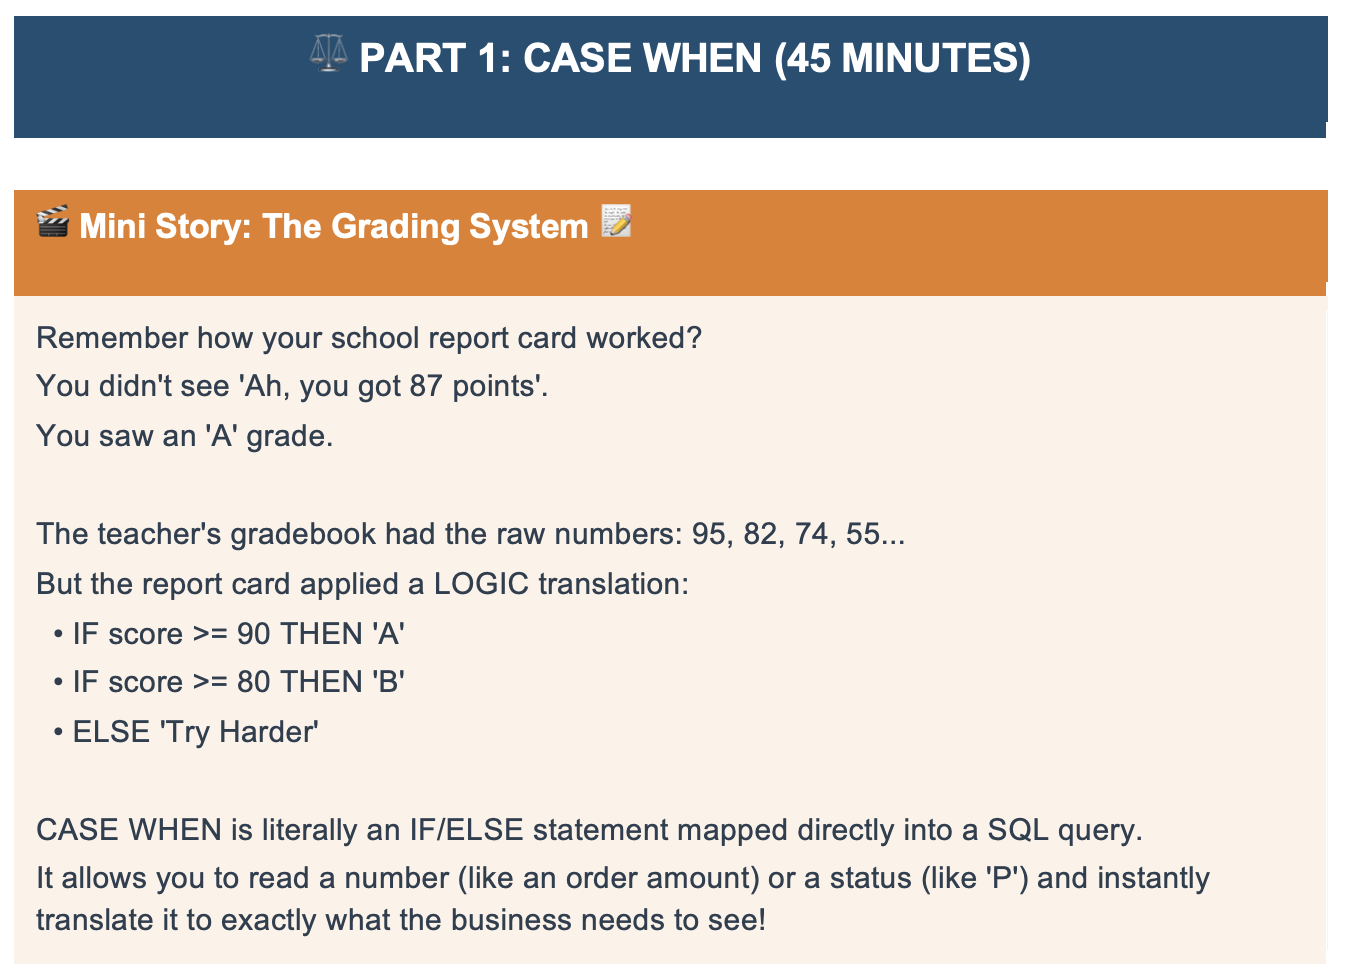 ⚖️ PART 1: CASE WHEN (45 MINUTES)
🎬 Mini Story: The Grading System 📝
Remember how your school report card worked?
You didn't see 'Ah, you got 87 points'.
You saw an 'A' grade.
The teacher's gradebook had the raw numbers: 95, 82, 74, 55...
But the report card applied a LOGIC translation:
• IF score >= 90 THEN 'A'
• IF score >= 80 THEN 'B'
• ELSE 'Try Harder'
CASE WHEN is literally an IF/ELSE statement mapped directly into a SQL query.
It allows you to read a number (like an order amount) or a status (like 'P') and instantly
translate it to exactly what the business needs to see!